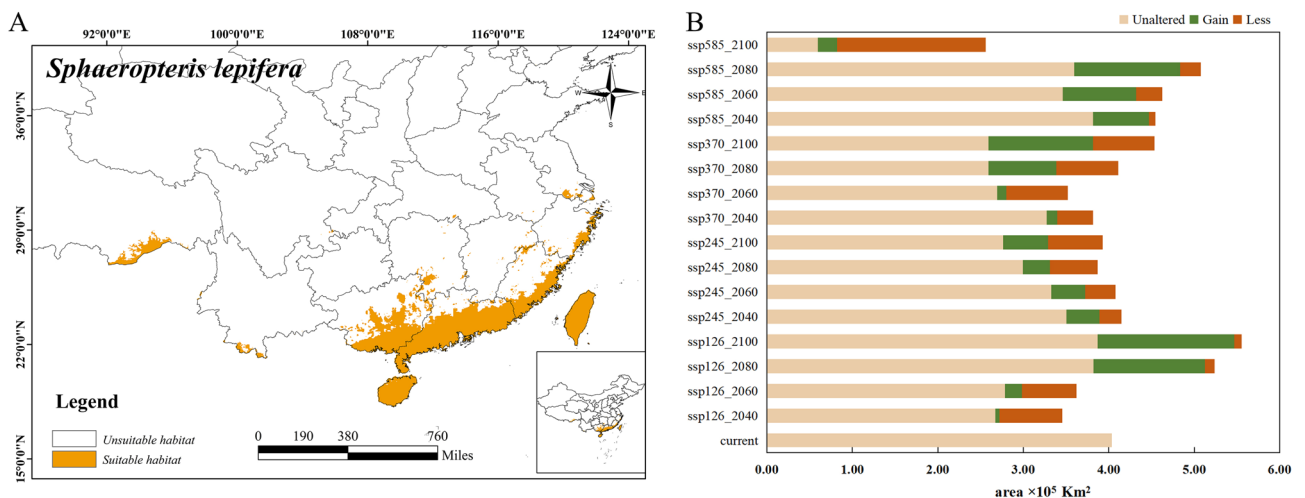 A
92°0'0"E
100°0'0"E
108°0'0"E
116°0'0"E
124°0'0"E
Sphaeropteris lepifera
N
W
E
S
36°0'0"N
29°0'0"N
22°0'0"N
15°0'0"N
Legend
Unsuitable habitat
Suitable habitat
0 190 380 760
Miles
B
Unaltered Gain Less
ssp585_2100
ssp585_2080
ssp585_2060
ssp585_2040
ssp370_2100
ssp370_2080
ssp370_2060
ssp370_2040
ssp245_2100
ssp245_2080
ssp245_2060
ssp245_2040
ssp126_2100
ssp126_2080
ssp126_2060
ssp126_2040
current
0.00 1.00 2.00 3.00 4.00 5.00 6.00
area ×10⁵ Km²